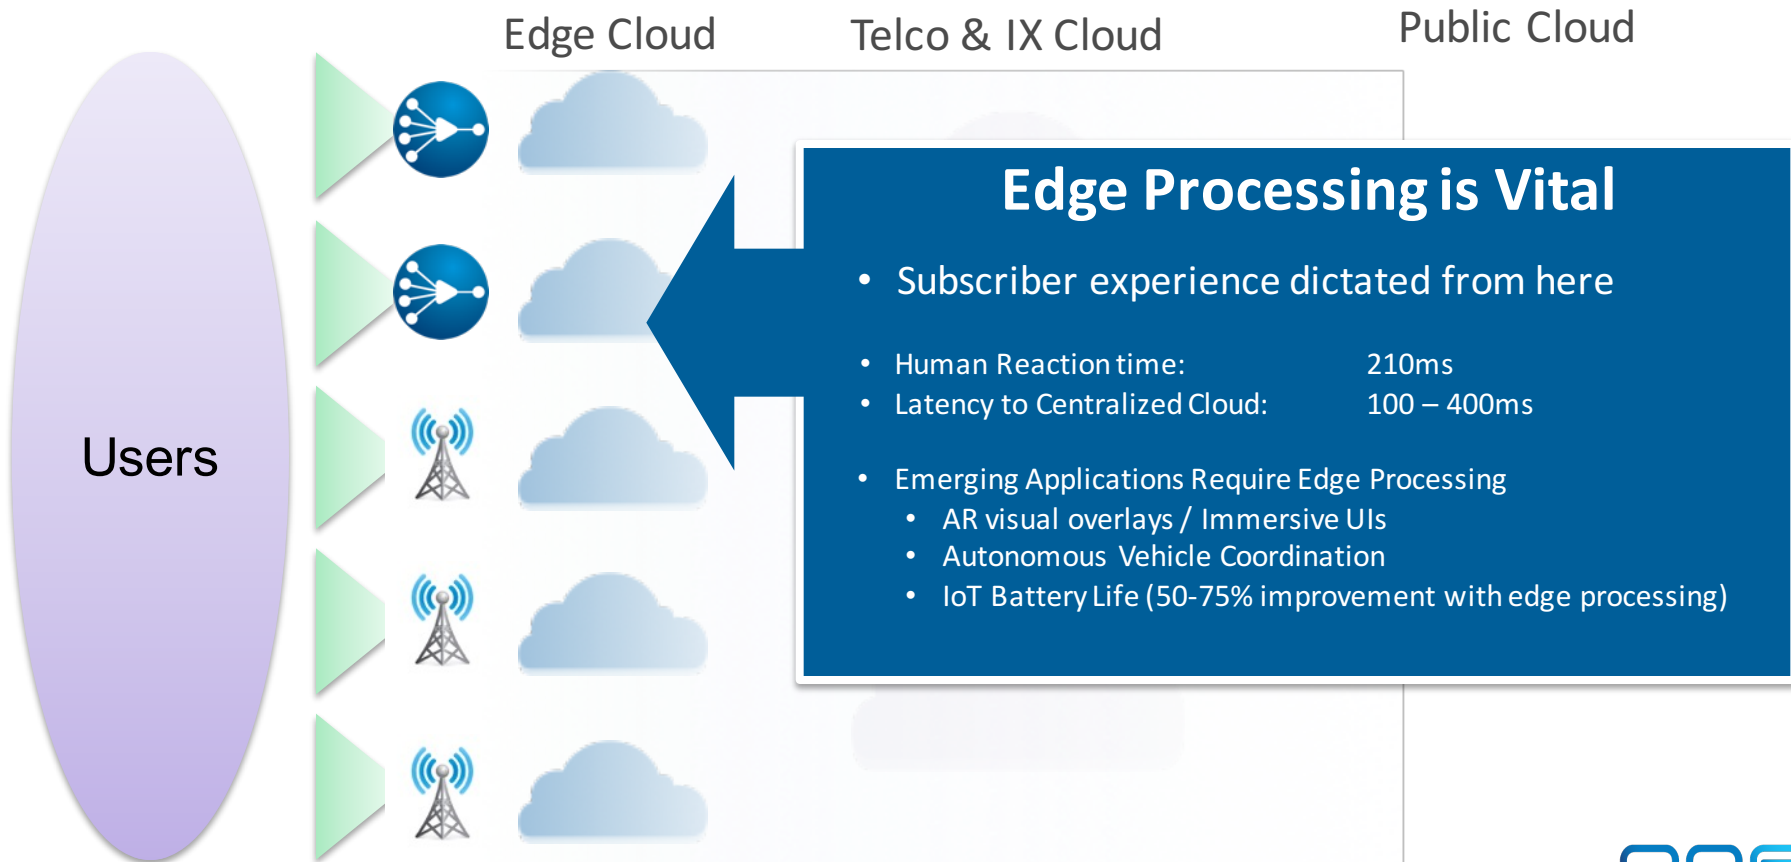 Edge Cloud
Telco & IX Cloud
Public Cloud
Users
Edge Processing is Vital
• Subscriber experience dictated from here
• Human Reaction time: 210ms
• Latency to Centralized Cloud: 100 – 400ms
• Emerging Applications Require Edge Processing
• AR visual overlays / Immersive UIs
• Autonomous Vehicle Coordination
• IoT Battery Life (50-75% improvement with edge processing)